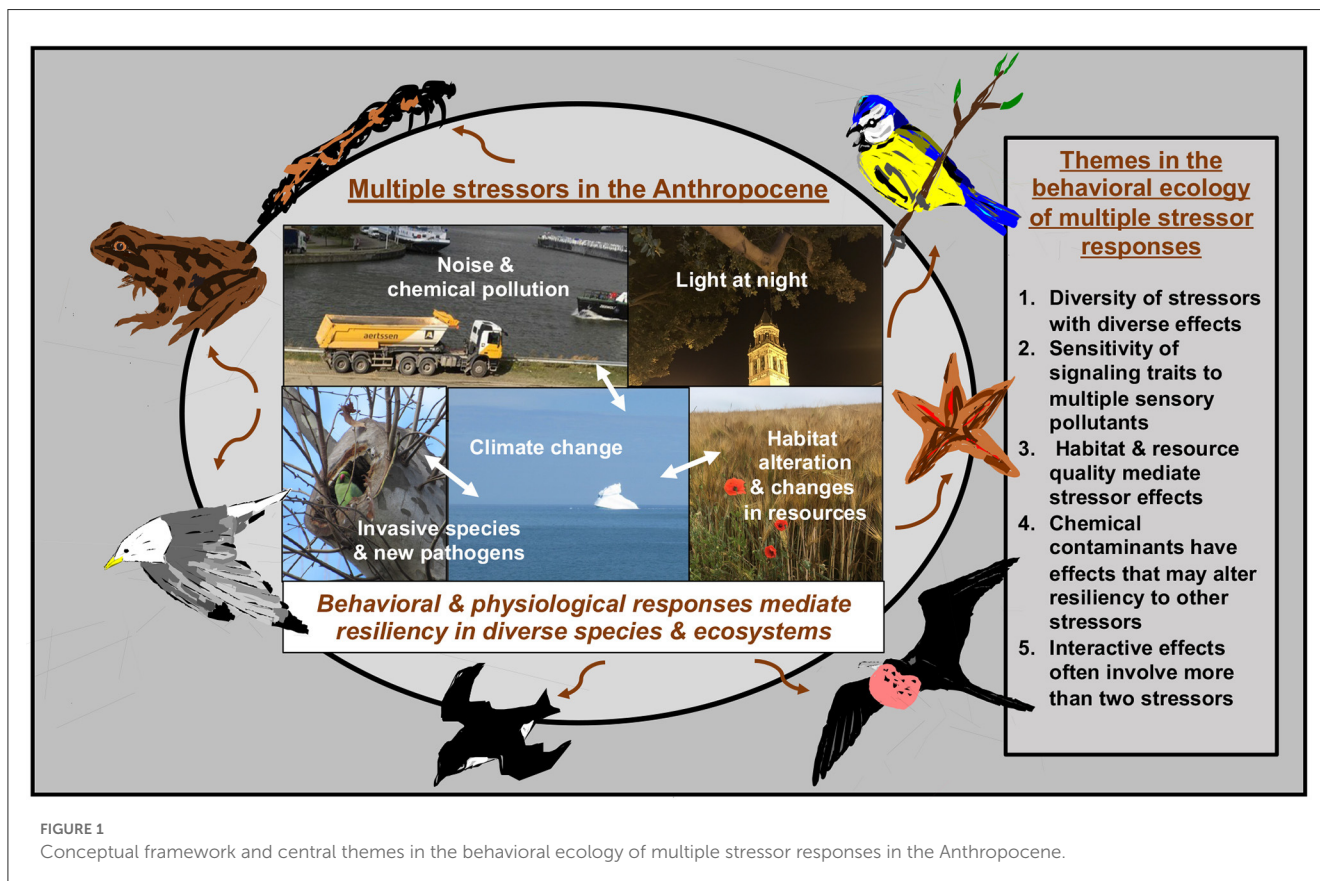 Multiple stressors in the Anthropocene
Noise &
chemical pollution
aertssen
Light at night
Climate change
Habitat
alteration
& changes
in resources
Invasive species
& new pathogens
Behavioral & physiological responses mediate
resiliency in diverse species & ecosystems
Themes in the
behavioral ecology
of multiple stressor
responses
1. Diversity of stressors
with diverse effects
2. Sensitivity of
signaling traits to
multiple sensory
pollutants
3. Habitat & resource
quality mediate
stressor effects
4. Chemical
contaminants have
effects that may alter
resiliency to other
stressors
5. Interactive effects
often involve more
than two stressors
FIGURE 1
Conceptual framework and central themes in the behavioral ecology of multiple stressor responses in the Anthropocene.